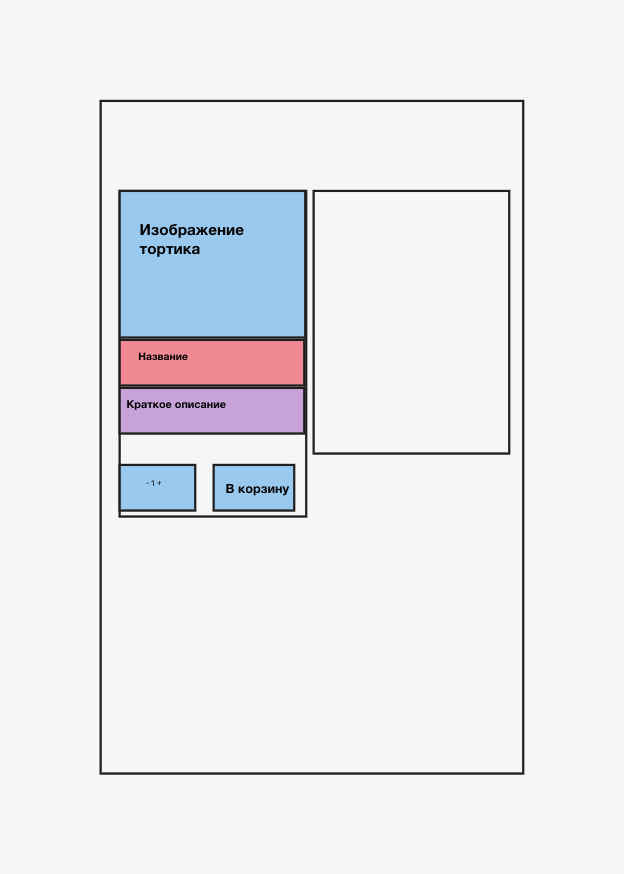 Изображение
тортика
Название
Краткое описание
-1+
В корзину